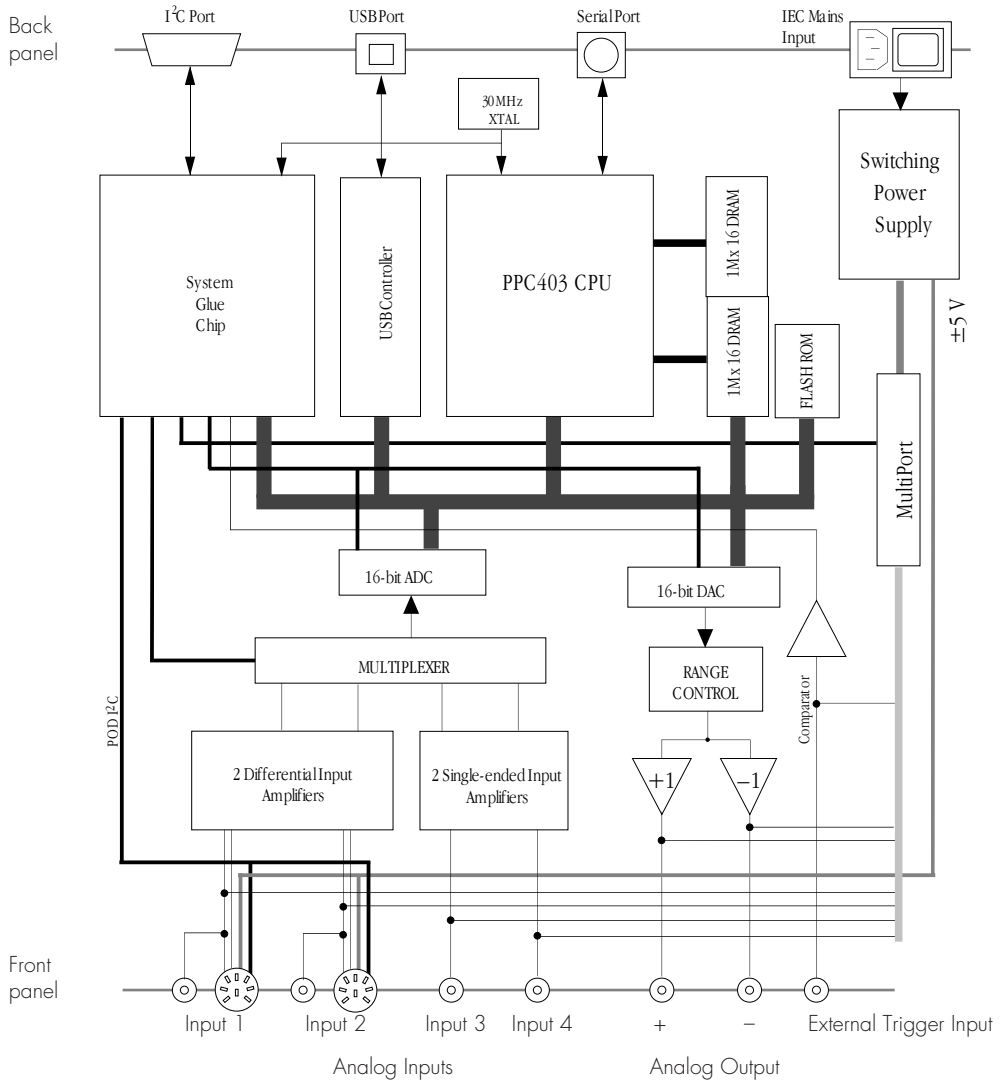 Back
panel
I²C Port
USB Port
Serial Port
IEC Mains
Input
30 MHz
XTAL
Switching
Power
Supply
System
Glue
Chip
USB Controller
PPC403 CPU
1M x 16 DRAM
1M x 16 DRAM
FLASH ROM
±5 V
MultiPort
16-bit ADC
16-bit DAC
MULTIPLEXER
RANGE
CONTROL
Comparator
POD I²C
2 Differential Input
Amplifiers
2 Single-ended Input
Amplifiers
+1
−1
Front
panel
Input 1
Input 2
Input 3
Input 4
+
−
External Trigger Input
Analog Inputs
Analog Output